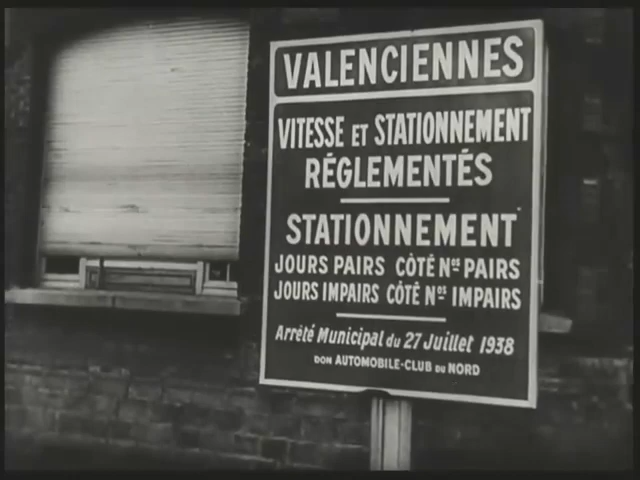 VALENCIENNES
VITESSE ET STATIONNEMENT
RÉGLEMENTÉS
STATIONNEMENT
JOURS PAIRS CÔTÉ Nos PAIRS
JOURS IMPAIRS CÔTÉ Nos IMPAIRS
Arrêté Municipal du 27 Juillet 1938
DON AUTOMOBILE-CLUB DU NORD